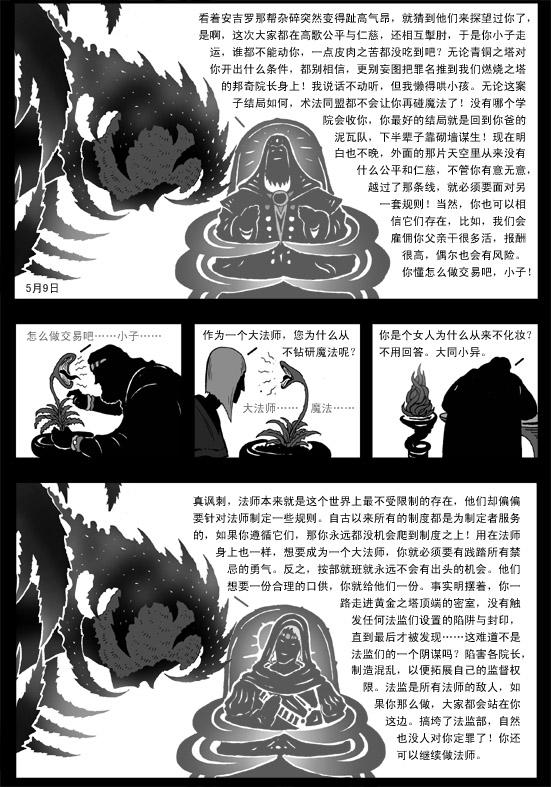 看着安吉罗那帮杂碎突然变得趾高气昂，就猜到他们来探望过你了，
是啊，这次大家都在高歌公平与仁慈，还相互掣肘，于是你小子走
运，谁都不能动你，一点皮肉之苦都没吃到吧？无论青铜之塔对
你开出什么条件，都别相信，更别妄图把罪名推到我们燃烧之塔
的邦奇院长身上！我说话不动听，但我懒得哄小孩。无论这案
子结局如何，术法同盟都不会让你再碰魔法了！没有哪个学
院会收你，你最好的结局就是回到你爸的
泥瓦队，下半辈子靠砌墙谋生！现在明
白也不晚，外面的那片天空里从来没有
什么公平和仁慈，不管你有意无意，
越过了那条线，就必须要面对另
一套规则！当然，你也可以相
信它们存在，比如，我们会
雇佣你父亲干很多活，报酬
很高，偶尔也会有风险。
你懂怎么做交易吧，小子！
5月9日
怎么做交易吧……小子……
作为一个大法师，您为什么从
不钻研魔法呢？
大法师……魔法……
你是个女人为什么从来不化妆？
不用回答。大同小异。
真讽刺，法师本来就是这个世界上最不受限制的存在，他们却偏偏
要针对法师制定一些规则。自古以来所有的制度都是为制定者服务
的，如果你遵循它们，那你永远都没机会爬到制度之上！用在法师
身上也一样，想要成为一个大法师，你就必须要有践踏所有禁
忌的勇气。反之，按部就班就永远不会有出头的机会。他们
想要一份合理的口供，你就给他们一份。事实明摆着，你一
路走进黄金之塔顶端的密室，没有触
发任何法监们设置的陷阱与封印，
直到最后才被发现……这难道不是
法监们的一个阴谋吗？陷害各院长，
制造混乱，以便拓展自己的监督权
限。法监是所有法师的敌人，如
果你那么做，大家都会站在你
这边。搞垮了法监部，自然
也没人对你定罪了！你还
可以继续做法师。